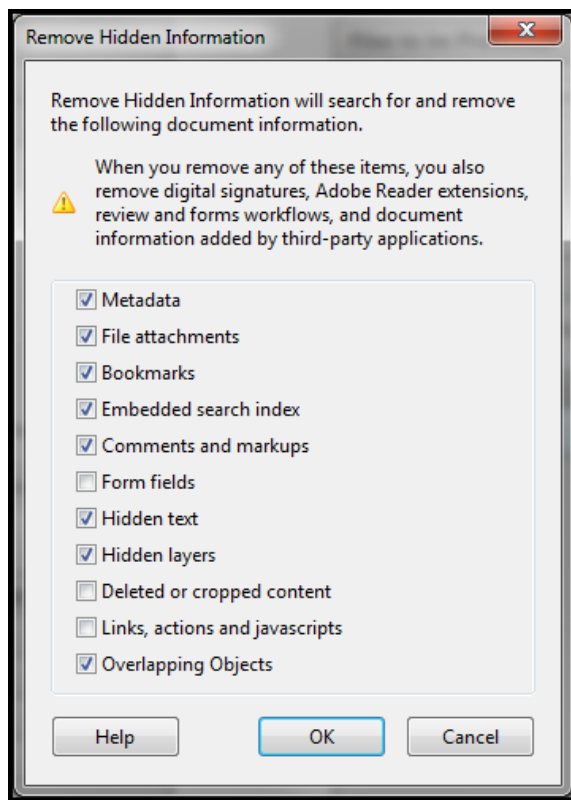 Remove Hidden Information
Remove Hidden Information will search for and remove
the following document information.
When you remove any of these items, you also
remove digital signatures, Adobe Reader extensions,
review and forms workflows, and document
information added by third-party applications.
Metadata
File attachments
Bookmarks
Embedded search index
Comments and markups
Form fields
Hidden text
Hidden layers
Deleted or cropped content
Links, actions and javascripts
Overlapping Objects
Help OK Cancel